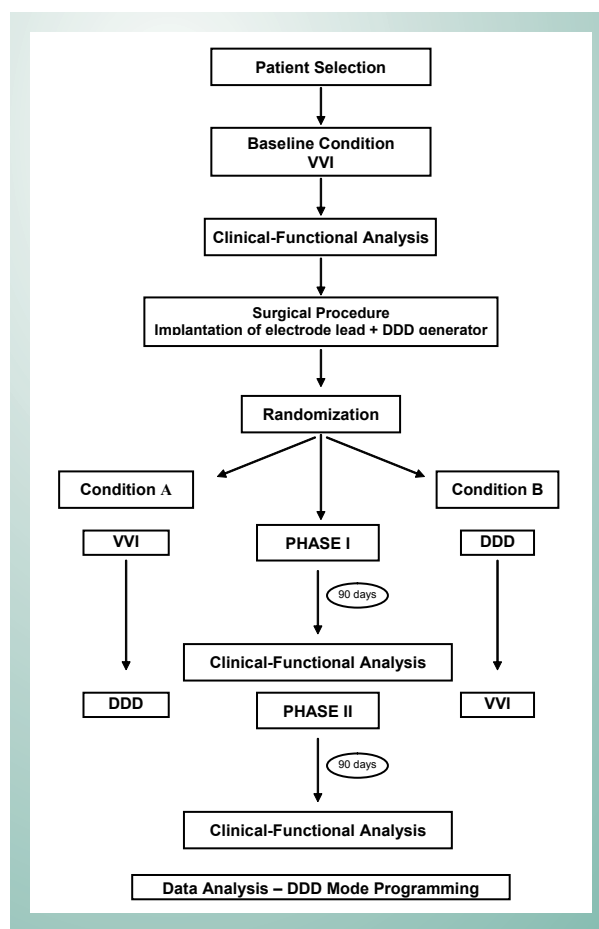 Patient Selection
Baseline Condition
VVI
Clinical-Functional Analysis
Surgical Procedure
Implantation of electrode lead + DDD generator
Randomization
Condition A
Condition B
VVI
PHASE I
DDD
90 days
Clinical-Functional Analysis
DDD
PHASE II
VVI
90 days
Clinical-Functional Analysis
Data Analysis – DDD Mode Programming